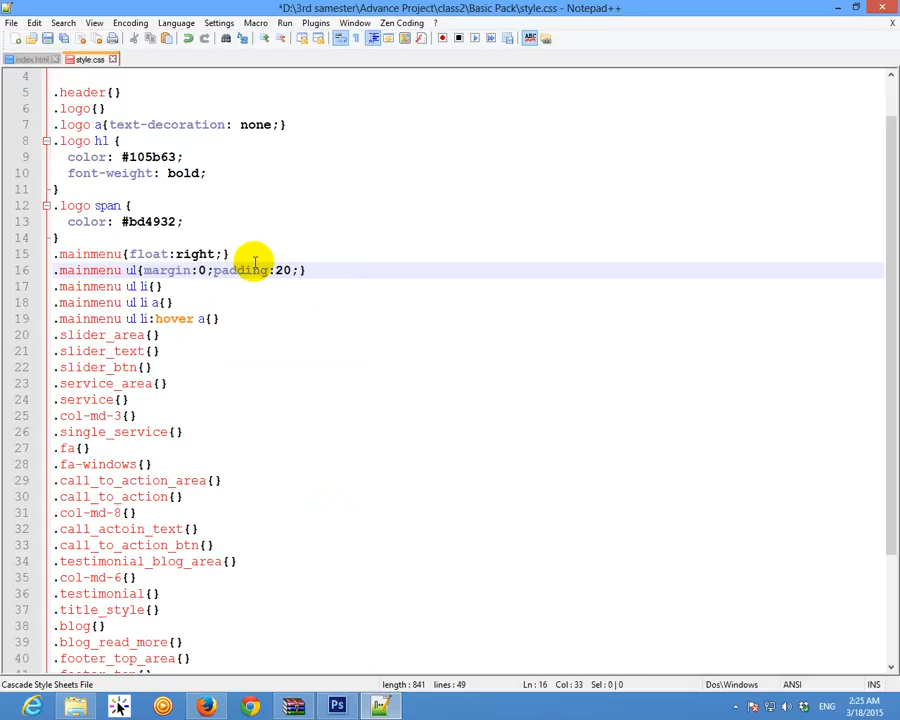 *D:\3rd samester\Advance Project\class2\Basic Pack\style.css - Notepad++
File Edit Search View Encoding Language Settings Macro Run Plugins Window Zen Coding ?
index.html style.css
4
5 .header{}
6 .logo{}
7 .logo a{text-decoration: none;}
8 .logo h1 {
9 color: #105b63;
10 font-weight: bold;
11 }
12 .logo span {
13 color: #bd4932;
14 }
15 .mainmenu{float:right;}
16 .mainmenu ul{margin:0;padding:20;}
17 .mainmenu ul li{}
18 .mainmenu ul li a{}
19 .mainmenu ul li:hover a{}
20 .slider_area{}
21 .slider_text{}
22 .slider_btn{}
23 .service_area{}
24 .service{}
25 .col-md-3{}
26 .single_service{}
27 .fa{}
28 .fa-windows{}
29 .call_to_action_area{}
30 .call_to_action{}
31 .col-md-8{}
32 .call_actoin_text{}
33 .call_to_action_btn{}
34 .testimonial_blog_area{}
35 .col-md-6{}
36 .testimonial{}
37 .title_style{}
38 .blog{}
39 .blog_read_more{}
40 .footer_top_area{}
Cascade Style Sheets File length : 841 lines : 49 Ln : 16 Col : 33 Sel : 0 | 0 Dos\Windows ANSI INS
Ps ENG 2:25 AM
3/18/2015